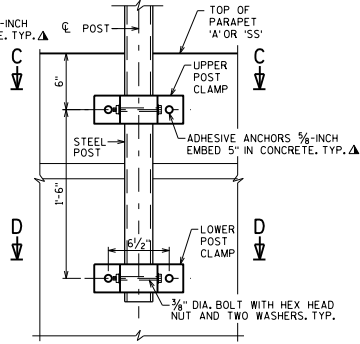 -INCH
E. TYP.
℄ POST
TOP OF
PARAPET
'A' OR 'SS'
C
C
6"
UPPER
POST
CLAMP
STEEL
POST
ADHESIVE ANCHORS ⅝-INCH
EMBED 5" IN CONCRETE. TYP.
1'-6"
D
D
LOWER
POST
CLAMP
6½"
⅜" DIA. BOLT WITH HEX HEAD
NUT AND TWO WASHERS. TYP.